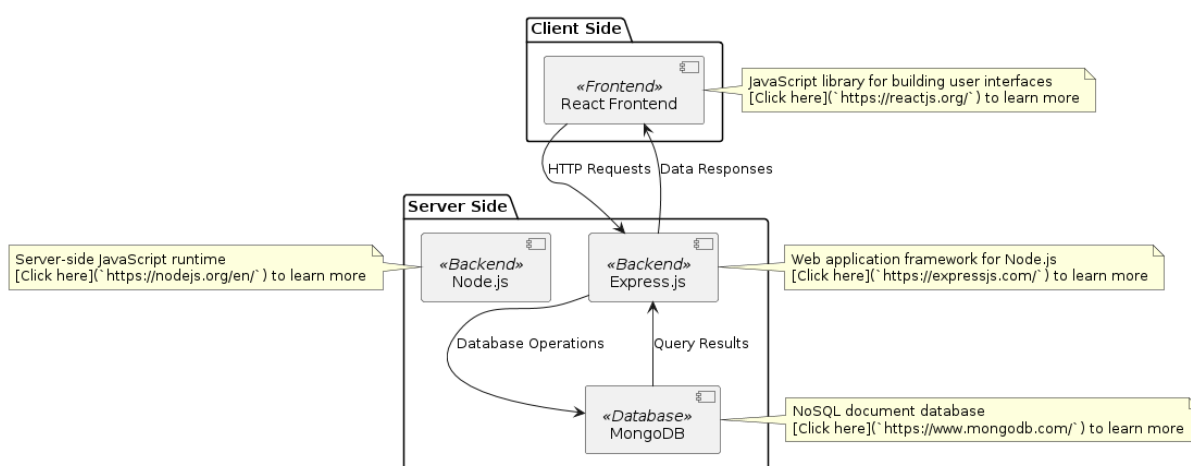 Client Side
«Frontend»
React Frontend
JavaScript library for building user interfaces
[Click here](`https://reactjs.org/`) to learn more
HTTP Requests
Data Responses
Server Side
Server-side JavaScript runtime
[Click here](`https://nodejs.org/en/`) to learn more
«Backend»
Node.js
«Backend»
Express.js
Web application framework for Node.js
[Click here](`https://expressjs.com/`) to learn more
Database Operations
Query Results
«Database»
MongoDB
NoSQL document database
[Click here](`https://www.mongodb.com/`) to learn more